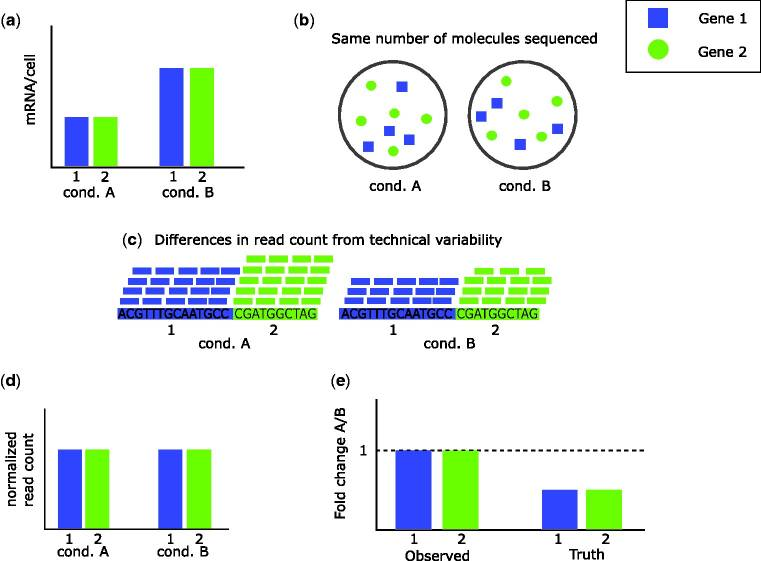 (a)
mRNA/cell
1 2 1 2
cond. A cond. B
(b)
Same number of molecules sequenced
cond. A cond. B
Gene 1
Gene 2
(c) Differences in read count from technical variability
ACGTTTGCAATGCC CGATGGCTAG ACGTTTGCAATGCC CGATGGCTAG
1 2 1 2
cond. A cond. B
(d)
normalized
read count
1 2 1 2
cond. A cond. B
(e)
Fold change A/B
1
1 2 1 2
Observed Truth